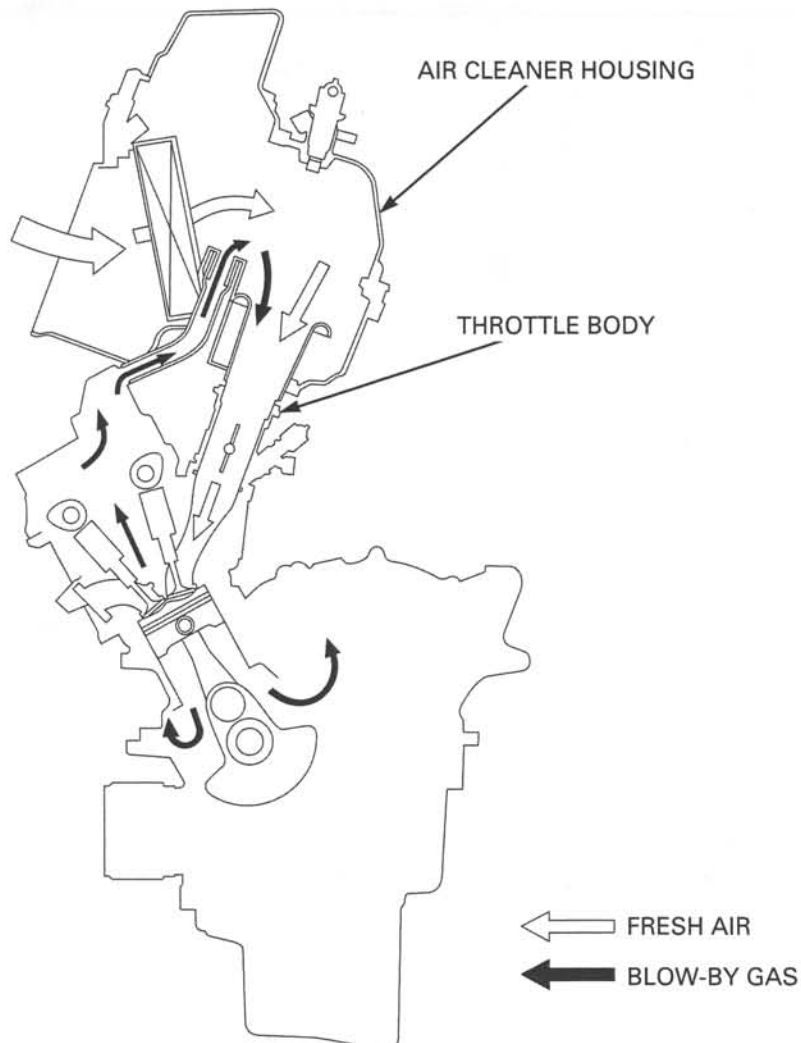 AIR CLEANER HOUSING
THROTTLE BODY
FRESH AIR
BLOW-BY GAS